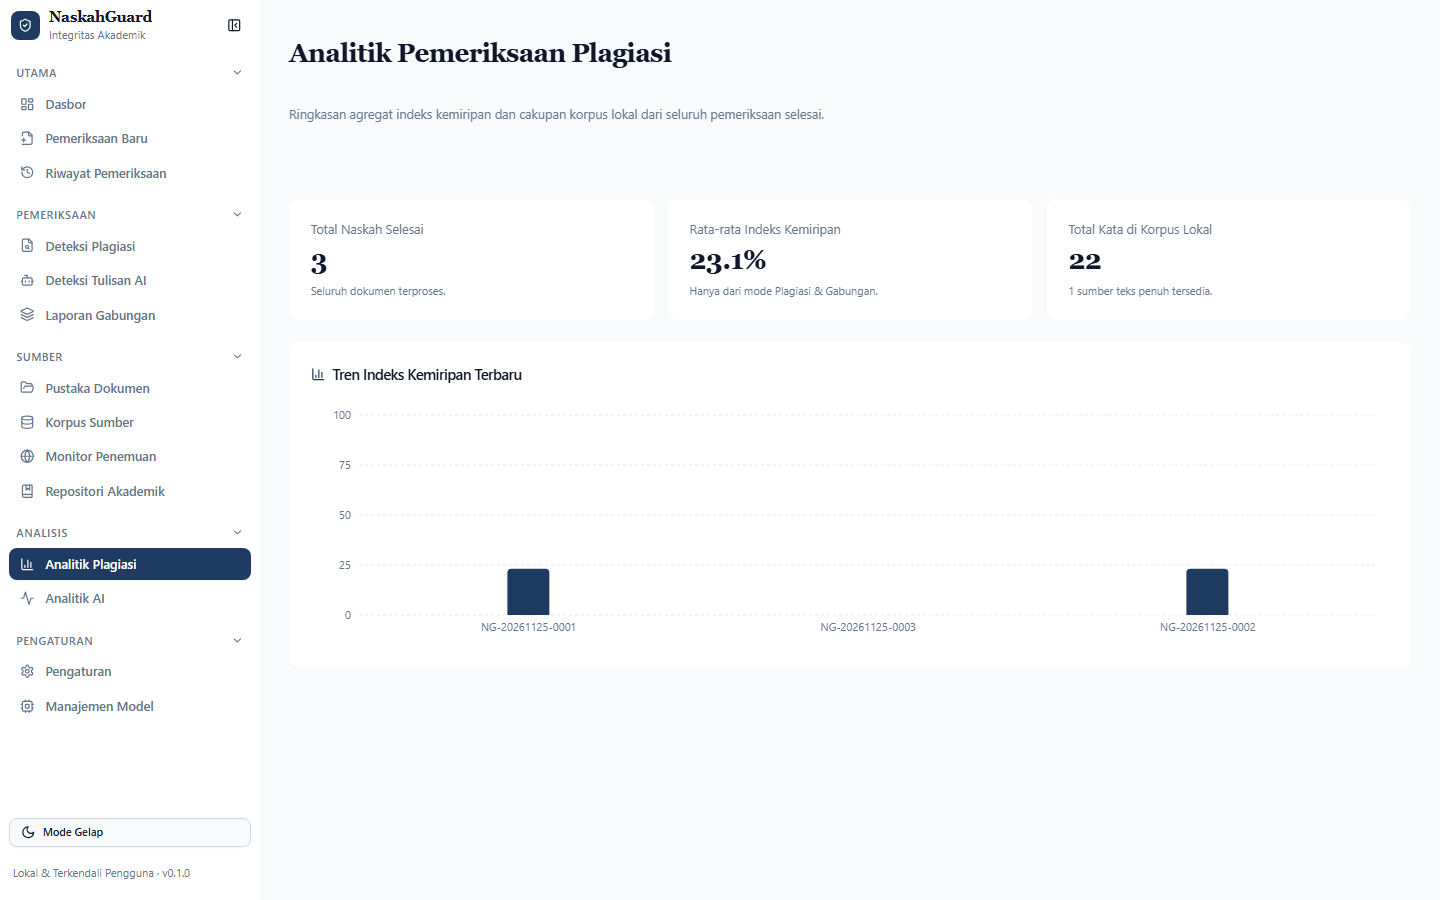 NaskahGuard
Integritas Akademik
UTAMA
Dasbor
Pemeriksaan Baru
Riwayat Pemeriksaan
PEMERIKSAAN
Deteksi Plagiasi
Deteksi Tulisan AI
Laporan Gabungan
SUMBER
Pustaka Dokumen
Korpus Sumber
Monitor Penemuan
Repositori Akademik
ANALISIS
Analitik Plagiasi
Analitik AI
PENGATURAN
Pengaturan
Manajemen Model
Mode Gelap
Lokal & Terkendali Pengguna · v0.1.0
Analitik Pemeriksaan Plagiasi
Ringkasan agregat indeks kemiripan dan cakupan korpus lokal dari seluruh pemeriksaan selesai.
Total Naskah Selesai
3
Seluruh dokumen terproses.
Rata-rata Indeks Kemiripan
23.1%
Hanya dari mode Plagiasi & Gabungan.
Total Kata di Korpus Lokal
22
1 sumber teks penuh tersedia.
Tren Indeks Kemiripan Terbaru
100
75
50
25
0
NG-20261125-0001
NG-20261125-0003
NG-20261125-0002